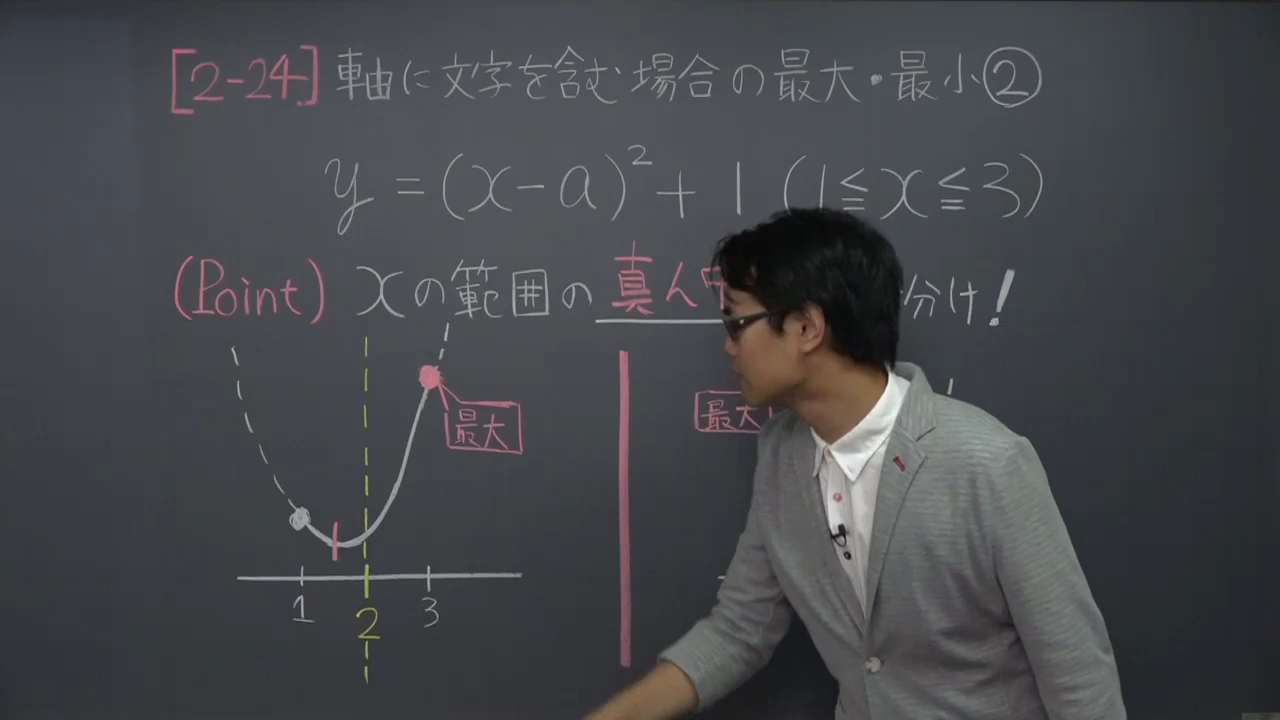 [2-24] 軸に文字を含む場合の最大・最小②
y=(x-a)²+1 (1≦x≦3)
(Point) xの範囲の真ん中 分け!
最大
最大
1 2 3